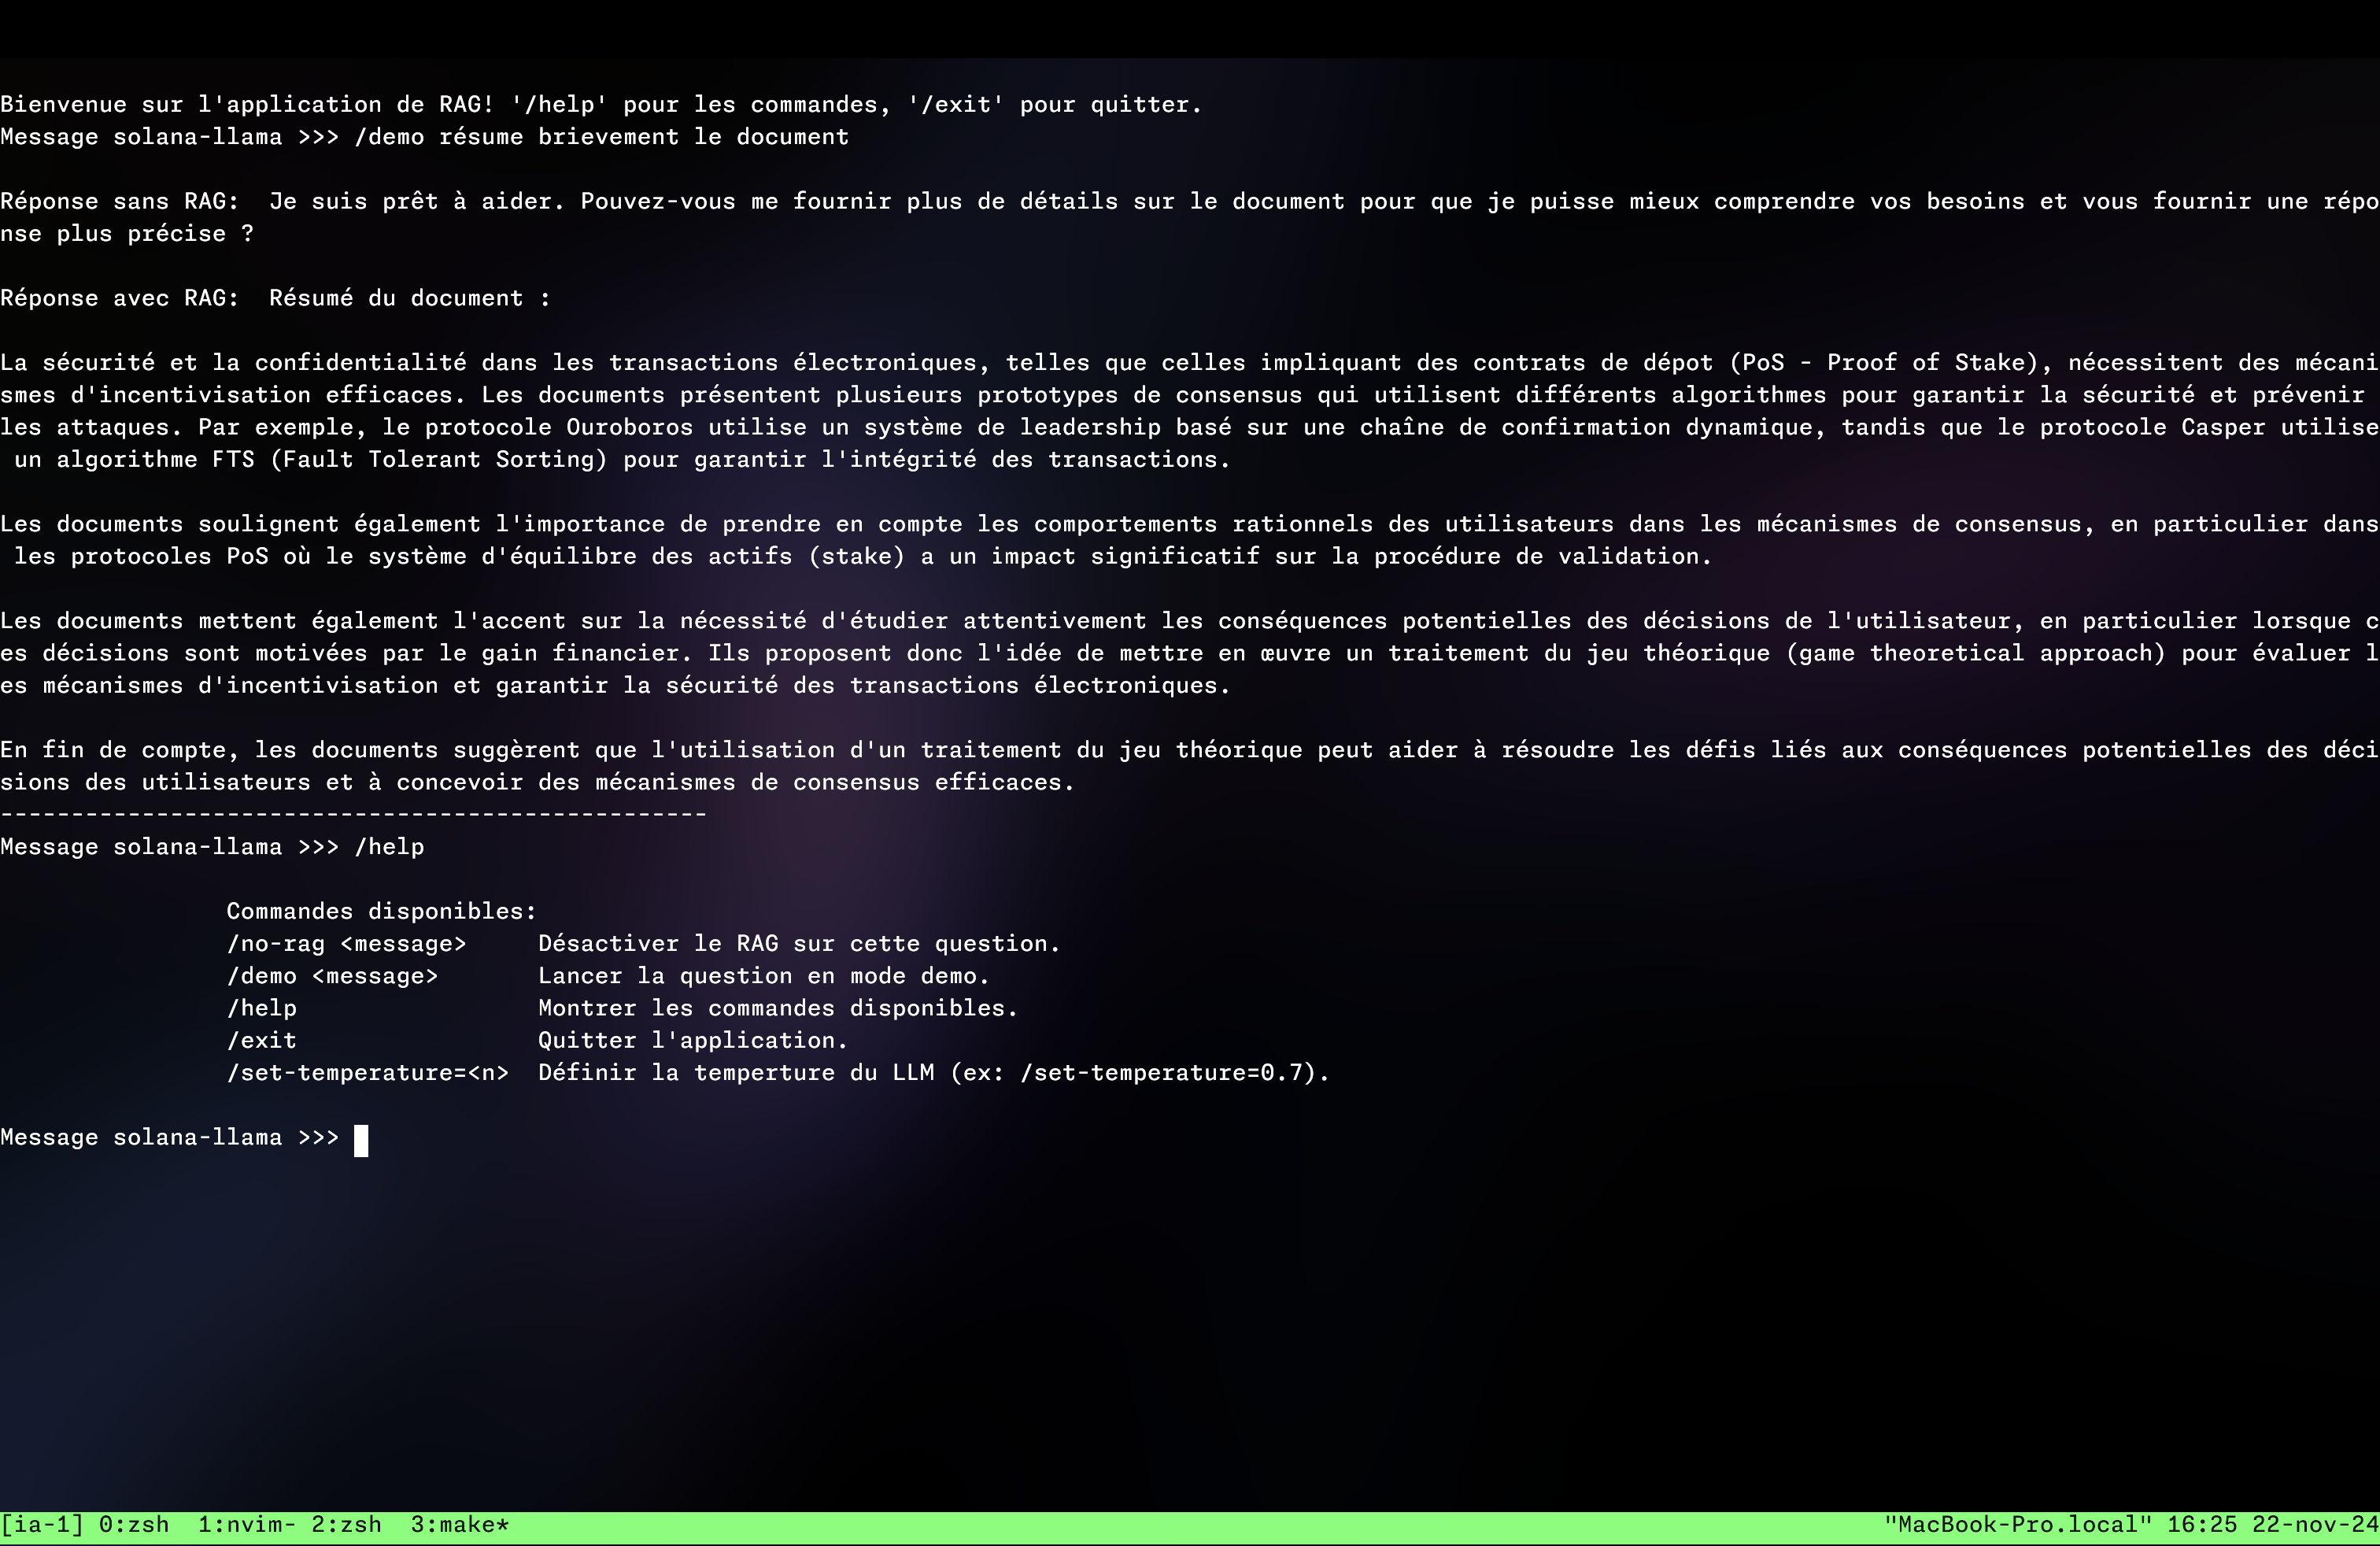 Bienvenue sur l'application de RAG! '/help' pour les commandes, '/exit' pour quitter.
Message solana-llama >>> /demo résume brievement le document
Réponse sans RAG:  Je suis prêt à aider. Pouvez-vous me fournir plus de détails sur le document pour que je puisse mieux comprendre vos besoins et vous fournir une répo
nse plus précise ?
Réponse avec RAG:  Résumé du document :
La sécurité et la confidentialité dans les transactions électroniques, telles que celles impliquant des contrats de dépot (PoS - Proof of Stake), nécessitent des mécani
smes d'incentivisation efficaces. Les documents présentent plusieurs prototypes de consensus qui utilisent différents algorithmes pour garantir la sécurité et prévenir
les attaques. Par exemple, le protocole Ouroboros utilise un système de leadership basé sur une chaîne de confirmation dynamique, tandis que le protocole Casper utilise
 un algorithme FTS (Fault Tolerant Sorting) pour garantir l'intégrité des transactions.
Les documents soulignent également l'importance de prendre en compte les comportements rationnels des utilisateurs dans les mécanismes de consensus, en particulier dans
 les protocoles PoS où le système d'équilibre des actifs (stake) a un impact significatif sur la procédure de validation.
Les documents mettent également l'accent sur la nécessité d'étudier attentivement les conséquences potentielles des décisions de l'utilisateur, en particulier lorsque c
es décisions sont motivées par le gain financier. Ils proposent donc l'idée de mettre en œuvre un traitement du jeu théorique (game theoretical approach) pour évaluer l
es mécanismes d'incentivisation et garantir la sécurité des transactions électroniques.
En fin de compte, les documents suggèrent que l'utilisation d'un traitement du jeu théorique peut aider à résoudre les défis liés aux conséquences potentielles des déci
sions des utilisateurs et à concevoir des mécanismes de consensus efficaces.
--------------------------------------------------
Message solana-llama >>> /help
Commandes disponibles:
/no-rag <message>     Désactiver le RAG sur cette question.
/demo <message>       Lancer la question en mode demo.
/help                 Montrer les commandes disponibles.
/exit                 Quitter l'application.
/set-temperature=<n>  Définir la temperture du LLM (ex: /set-temperature=0.7).
Message solana-llama >>>
[ia-1] 0:zsh  1:nvim- 2:zsh  3:make*  "MacBook-Pro.local" 16:25 22-nov-24